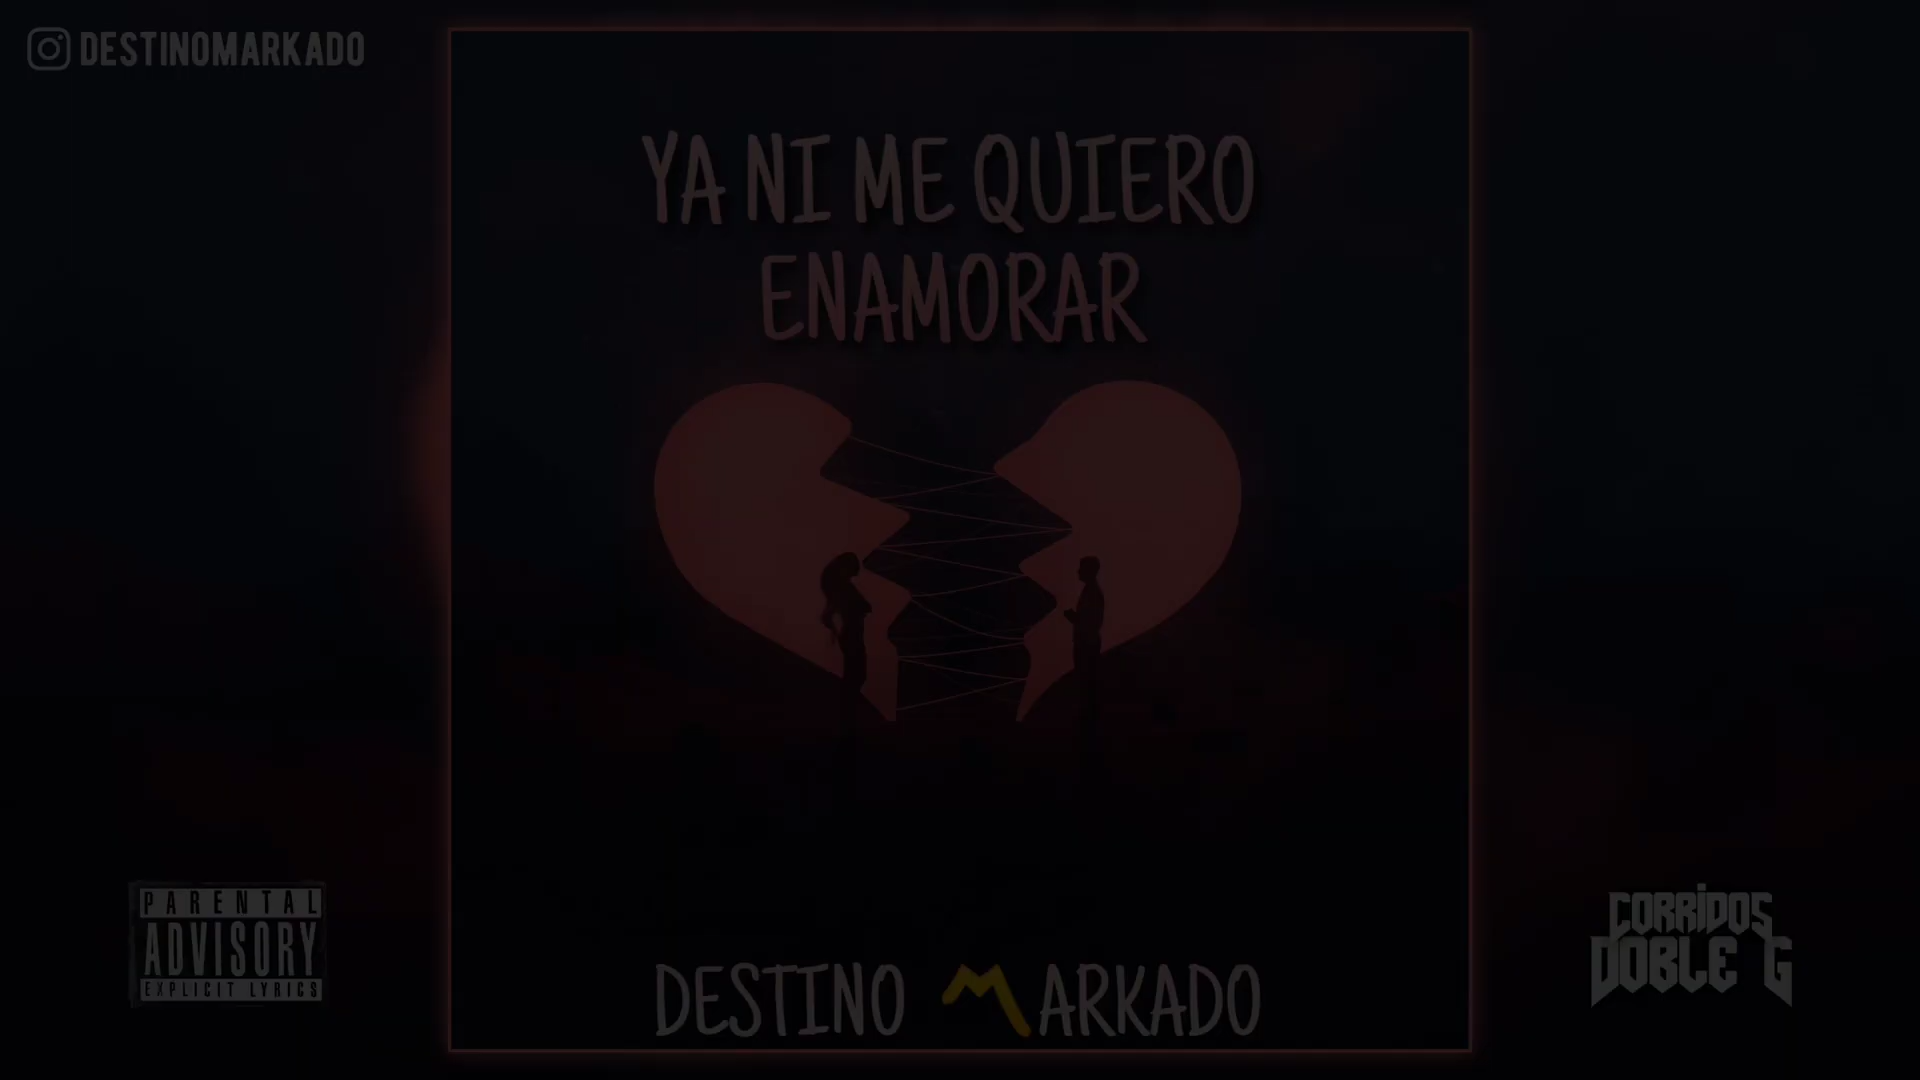 DESTINOMARKADO
YA NI ME QUIERO
ENAMORAR
PARENTAL
ADVISORY
EXPLICIT LYRICS
CORRIDOS
DOBLE G
DESTINO MARKADO